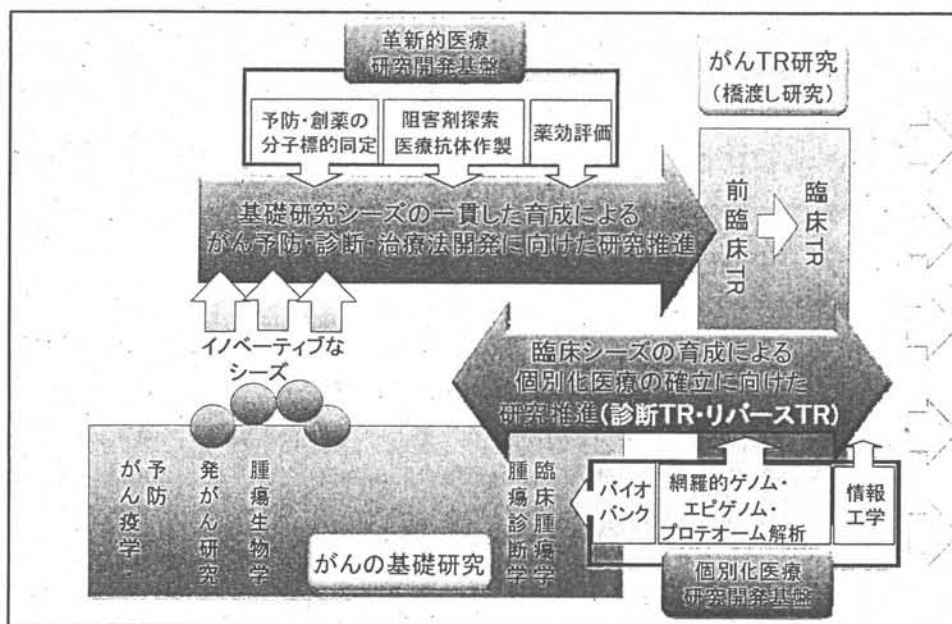 革新的医療
研究開発基盤
がんTR研究
(橋渡し研究)
予防・創薬の
分子標的同定
阻害剤探索
医療抗体作製
薬効評価
基礎研究シーズの一貫した育成による
がん予防・診断・治療法開発に向けた研究推進
前臨床TR
臨床TR
イノベーティブな
シーズ
臨床シーズの育成による
個別化医療の確立に向けた
研究推進(診断TR・リバースTR)
がん疫学・
予防
発がん研究
腫瘍生物学
がんの基礎研究
臨床腫瘍学
腫瘍診断学
バイオ
バンク
網羅的ゲノム・
エピゲノム・
プロテオーム解析
情報
工学
個別化医療
研究開発基盤